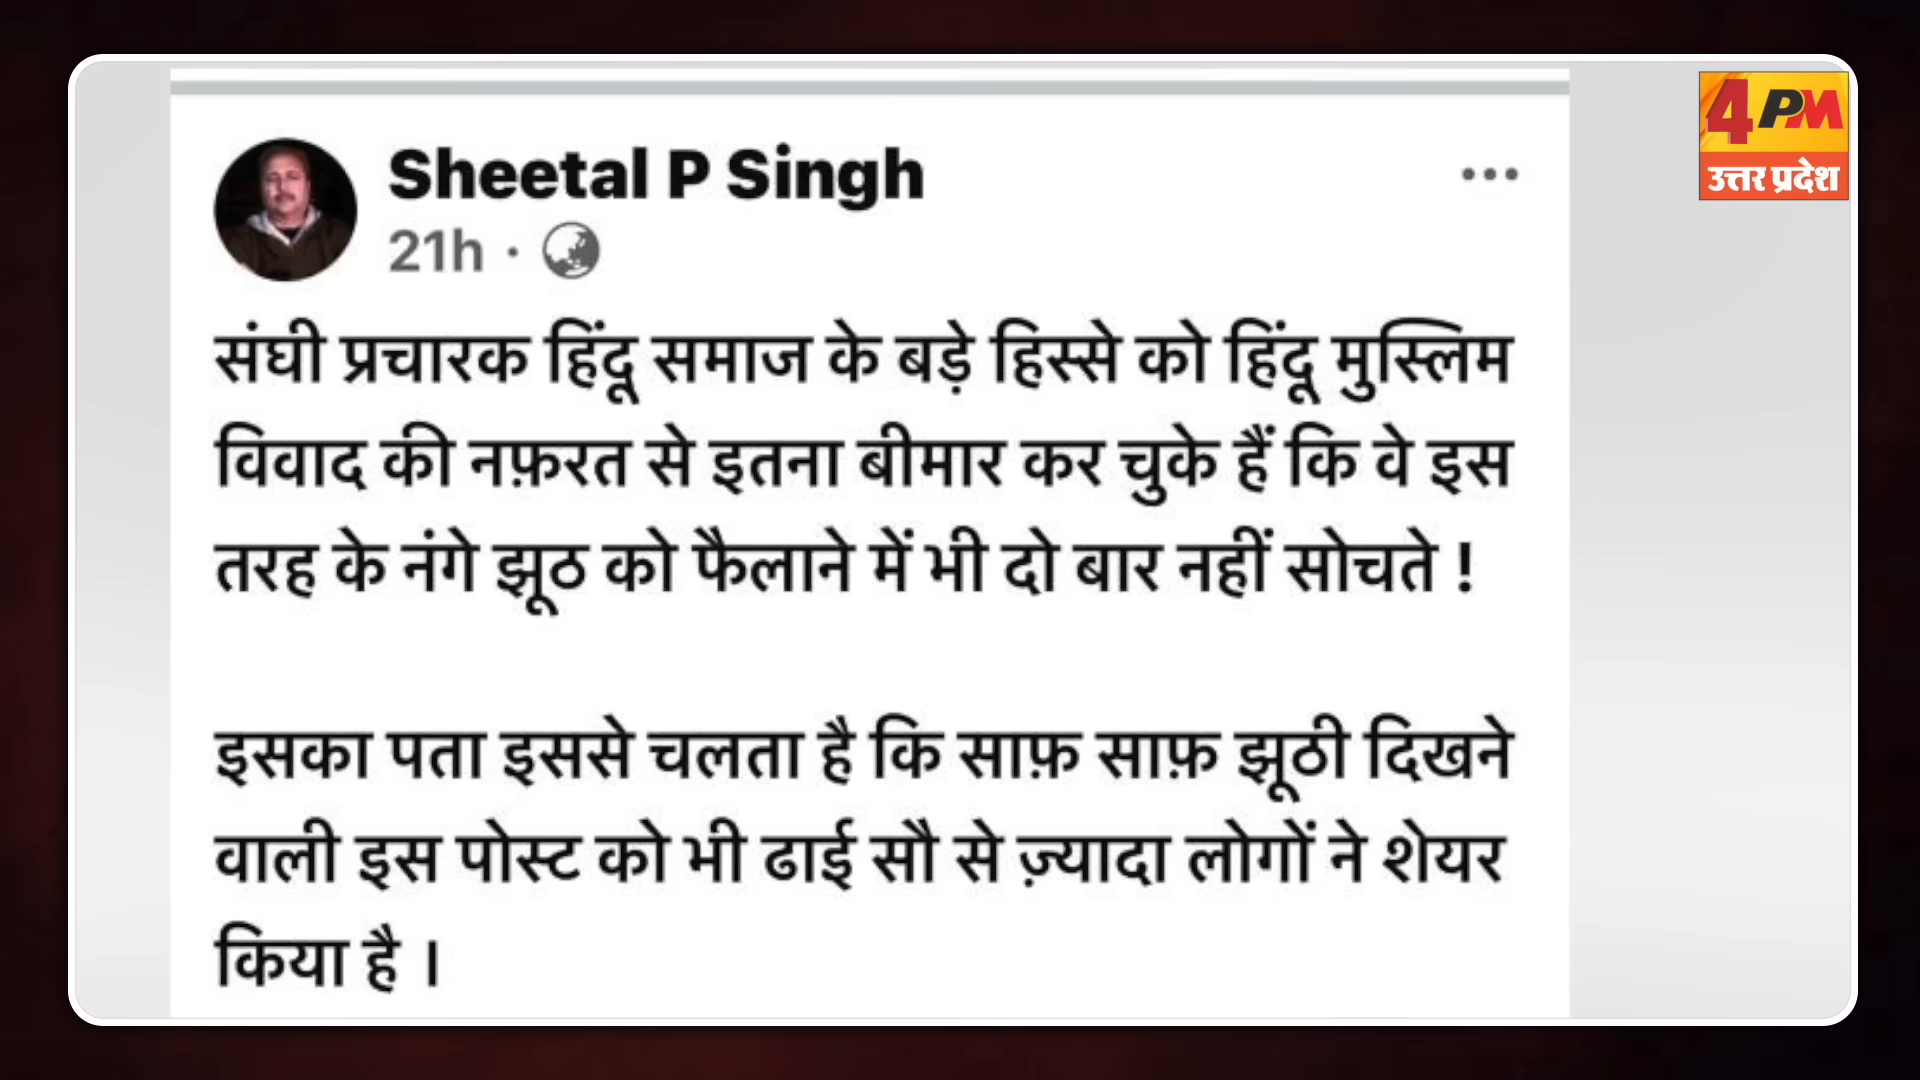 4PM
उत्तर प्रदेश
Sheetal P Singh
21h ·
संघी प्रचारक हिंदू समाज के बड़े हिस्से को हिंदू मुस्लिम
विवाद की नफ़रत से इतना बीमार कर चुके हैं कि वे इस
तरह के नंगे झूठ को फैलाने में भी दो बार नहीं सोचते !
इसका पता इससे चलता है कि साफ़ साफ़ झूठी दिखने
वाली इस पोस्ट को भी ढाई सौ से ज़्यादा लोगों ने शेयर
किया है ।